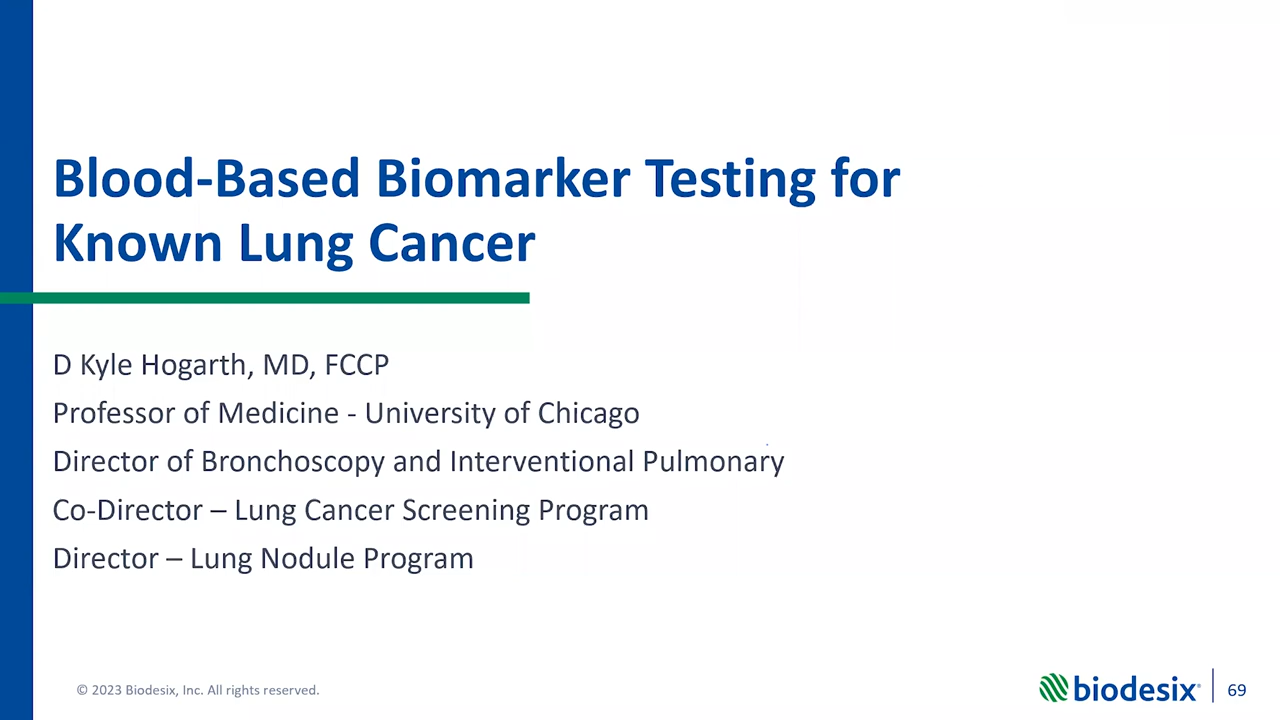 Blood-Based Biomarker Testing for
Known Lung Cancer
D Kyle Hogarth, MD, FCCP
Professor of Medicine - University of Chicago
Director of Bronchoscopy and Interventional Pulmonary
Co-Director – Lung Cancer Screening Program
Director – Lung Nodule Program
© 2023 Biodesix, Inc. All rights reserved.
biodesix®
69